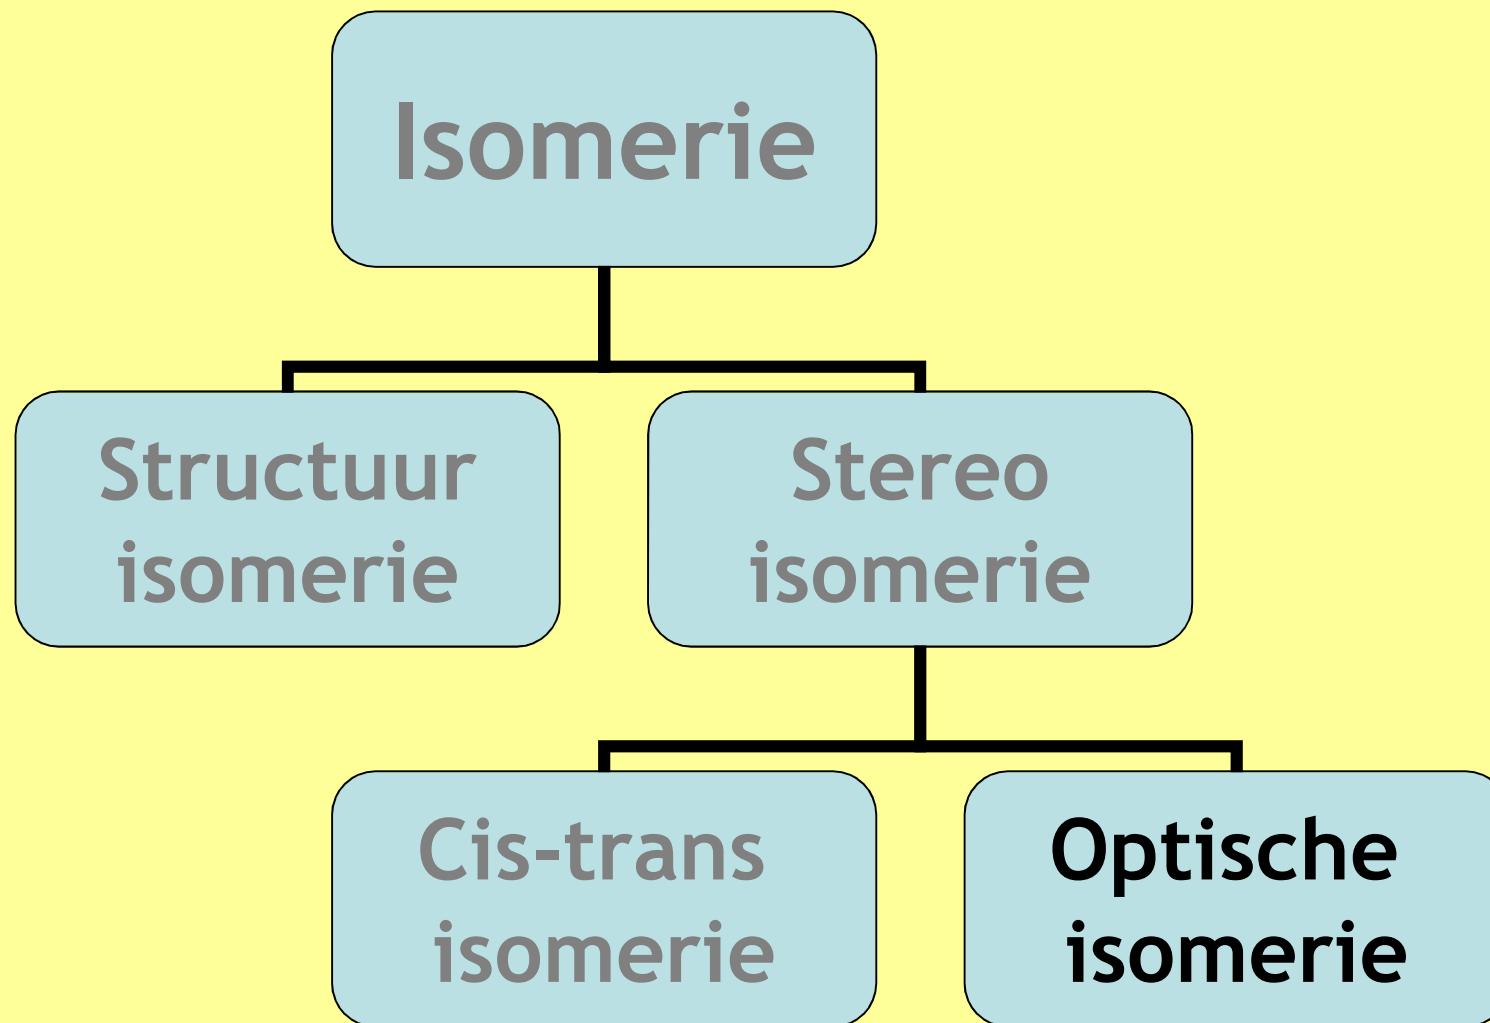 Isomerie
Structuur
isomerie
Stereo
isomerie
Cis-trans
isomerie
Optische
isomerie